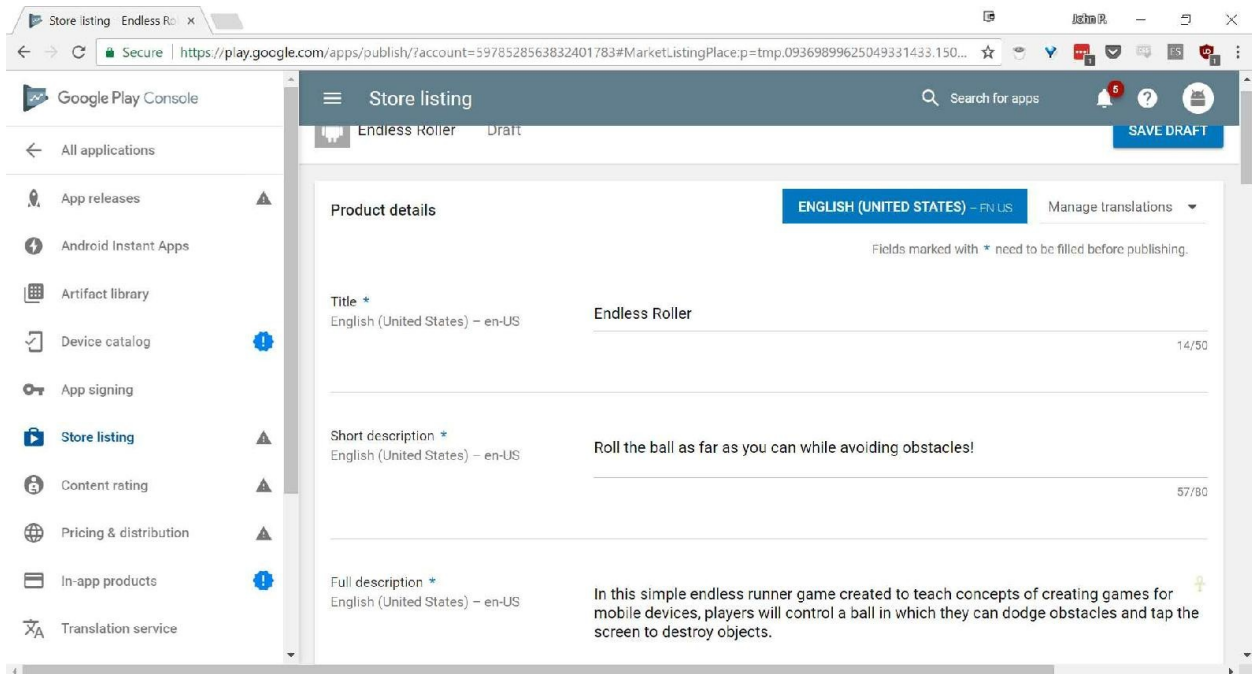 Store listing - Endless Ro
John R.
Secure
https://play.google.com/apps/publish/?account=5978528563832401783#MarketListingPlace:p=tmp.09369899625049331433.150...
Google Play Console
Store listing
Search for apps
5
All applications
Endless Roller
Draft
SAVE DRAFT
App releases
Product details
ENGLISH (UNITED STATES) – EN-US
Manage translations
Android Instant Apps
Fields marked with * need to be filled before publishing.
Artifact library
Title *
English (United States) – en-US
Endless Roller
14/50
Device catalog
App signing
Store listing
Short description *
English (United States) – en-US
Roll the ball as far as you can while avoiding obstacles!
57/80
Content rating
Pricing & distribution
In-app products
Full description *
English (United States) – en-US
In this simple endless runner game created to teach concepts of creating games for
mobile devices, players will control a ball in which they can dodge obstacles and tap the
screen to destroy objects.
Translation service